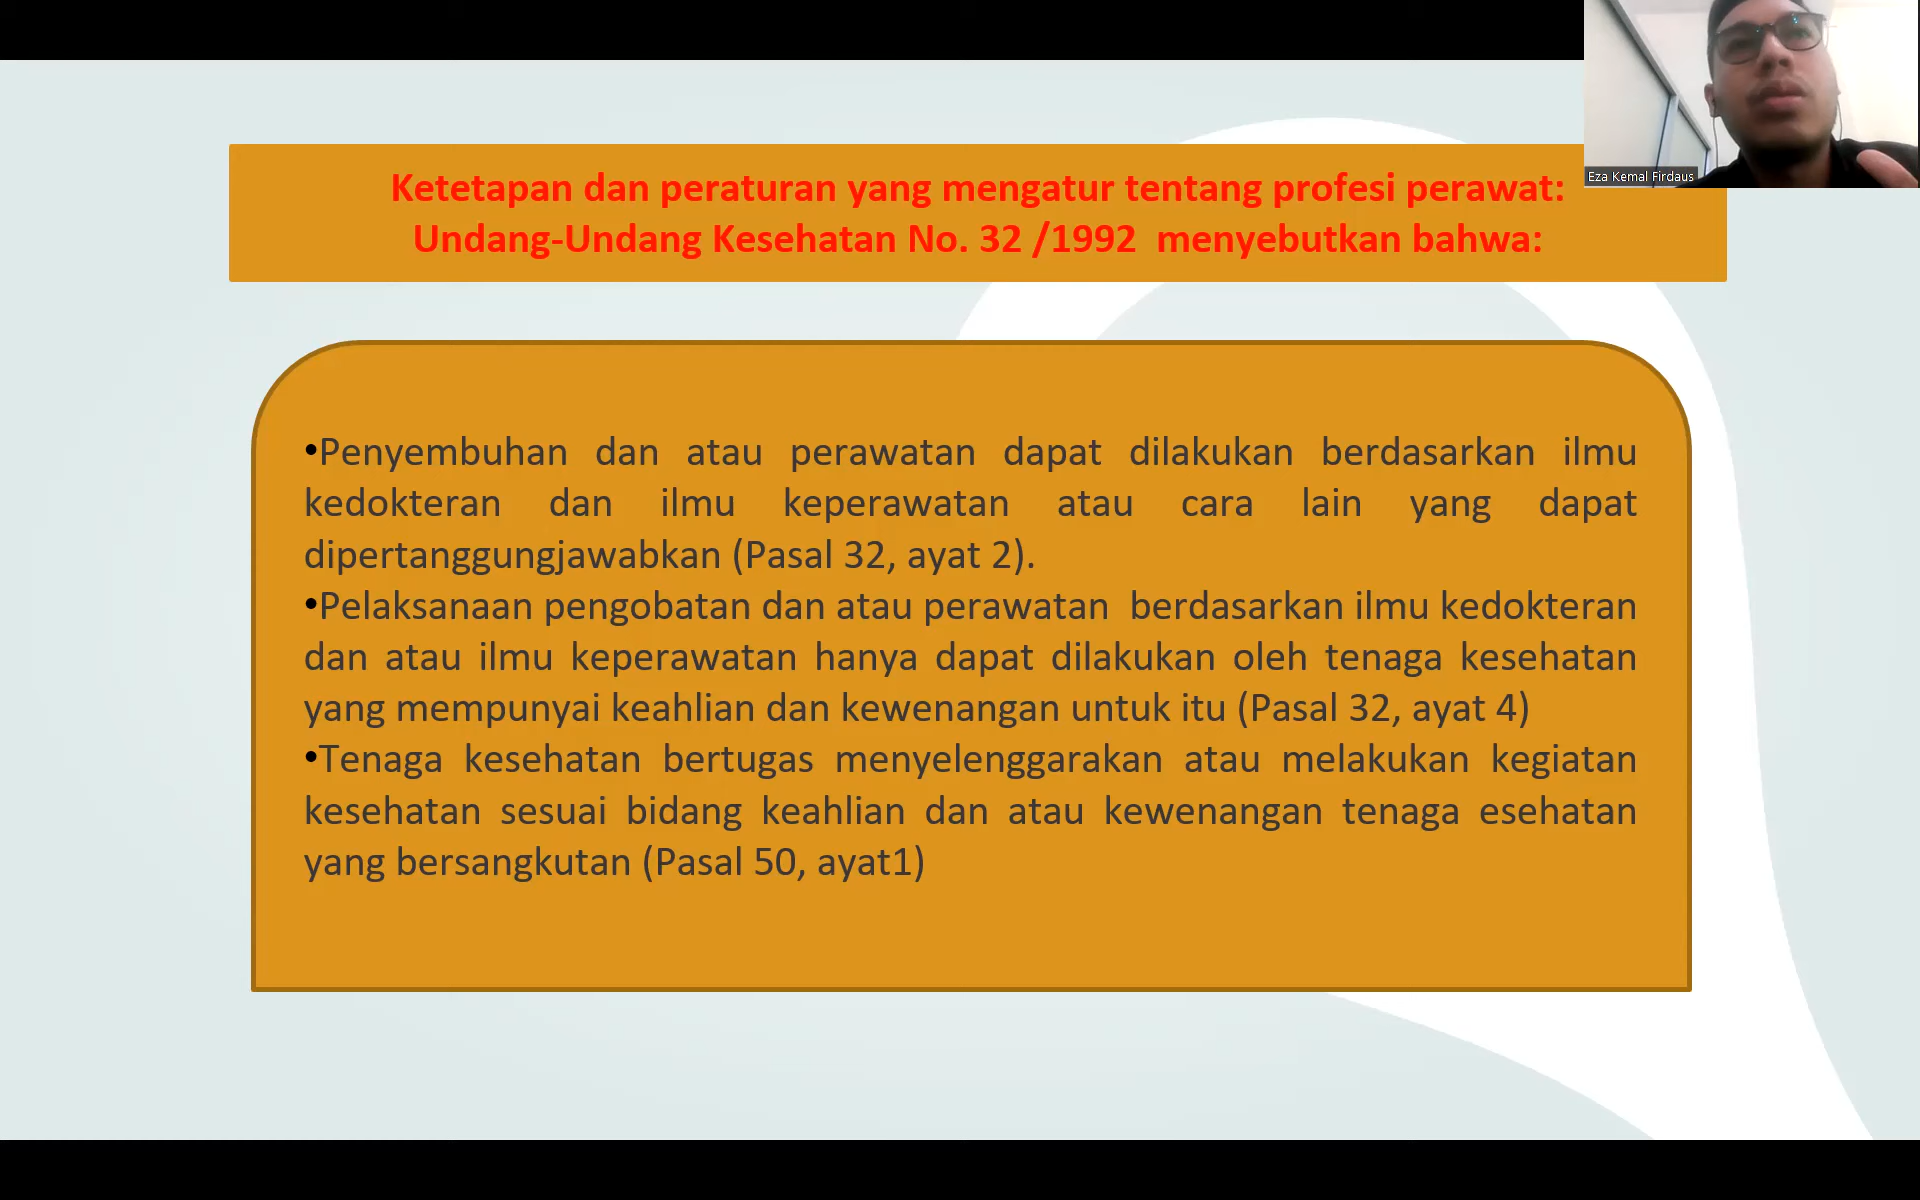 Ketetapan dan peraturan yang mengatur tentang profesi perawat:
Undang-Undang Kesehatan No. 32 /1992 menyebutkan bahwa:
Eza Kemal Firdaus
•Penyembuhan dan atau perawatan dapat dilakukan berdasarkan ilmu
kedokteran dan ilmu keperawatan atau cara lain yang dapat
dipertanggungjawabkan (Pasal 32, ayat 2).
•Pelaksanaan pengobatan dan atau perawatan berdasarkan ilmu kedokteran
dan atau ilmu keperawatan hanya dapat dilakukan oleh tenaga kesehatan
yang mempunyai keahlian dan kewenangan untuk itu (Pasal 32, ayat 4)
•Tenaga kesehatan bertugas menyelenggarakan atau melakukan kegiatan
kesehatan sesuai bidang keahlian dan atau kewenangan tenaga esehatan
yang bersangkutan (Pasal 50, ayat1)